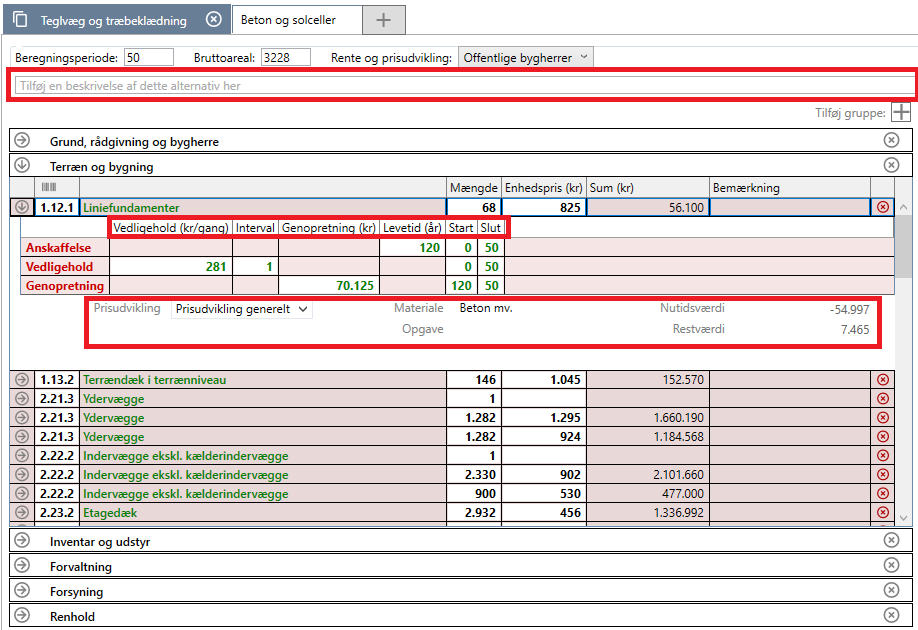 Teglvæg og træbeklædning Beton og solceller
Beregningsperiode: 50 Bruttoareal: 3228 Rente og prisudvikling: Offentlige bygherrer
Tilføj en beskrivelse af dette alternativ her
Tilføj gruppe:
Grund, rådgivning og bygherre
Terræn og bygning
Mængde Enhedspris (kr) Sum (kr) Bemærkning
1.12.1 Liniefundamenter 68 825 56.100
Vedligehold (kr/gang) Interval Genopretning (kr) Levetid (år) Start Slut
Anskaffelse 120 0 50
Vedligehold 281 1 0 50
Genopretning 70.125 120 50
Prisudvikling Prisudvikling generelt Materiale Beton mv. Nutidsværdi -54.997
Opgave Restværdi 7.465
1.13.2 Terrændæk i terrænniveau 146 1.045 152.570
2.21.3 Ydervægge 1
2.21.3 Ydervægge 1.282 1.295 1.660.190
2.21.3 Ydervægge 1.282 924 1.184.568
2.22.2 Indervægge ekskl. kælderindervægge 1
2.22.2 Indervægge ekskl. kælderindervægge 2.330 902 2.101.660
2.22.2 Indervægge ekskl. kælderindervægge 900 530 477.000
2.23.2 Etagedæk 2.932 456 1.336.992
Inventar og udstyr
Forvaltning
Forsyning
Renhold